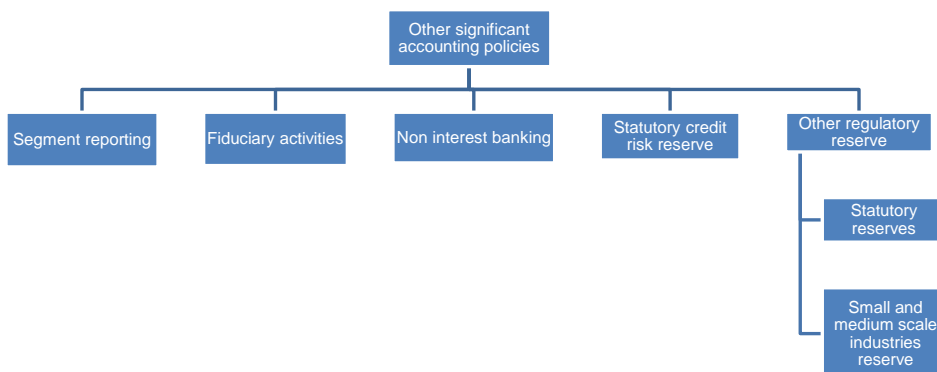 Other significant
accounting policies
Segment reporting
Fiduciary activities
Non interest banking
Statutory credit
risk reserve
Other regulatory
reserve
Statutory
reserves
Small and
medium scale
industries
reserve